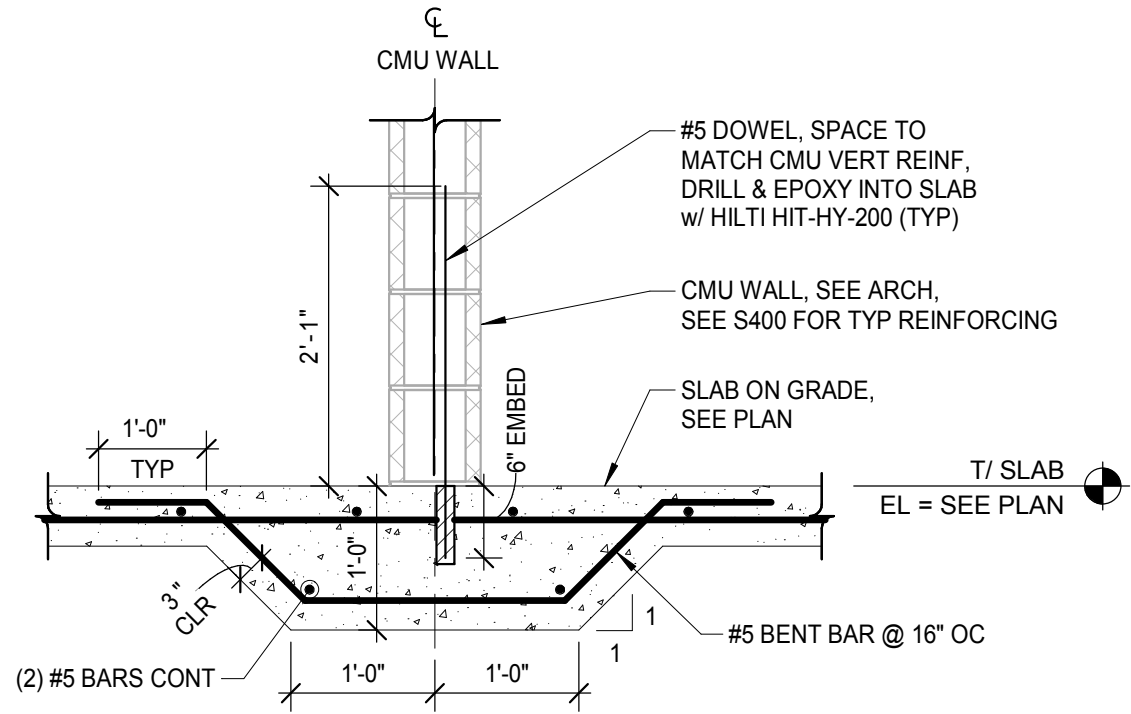 ℄
CMU WALL
#5 DOWEL, SPACE TO
MATCH CMU VERT REINF,
DRILL & EPOXY INTO SLAB
w/ HILTI HIT-HY-200 (TYP)
CMU WALL, SEE ARCH,
SEE S400 FOR TYP REINFORCING
2'-1"
6" EMBED
SLAB ON GRADE,
SEE PLAN
1'-0"
TYP
T/ SLAB
EL = SEE PLAN
1'-0"
3"
CLR
1
1
#5 BENT BAR @ 16" OC
(2) #5 BARS CONT
1'-0"
1'-0"